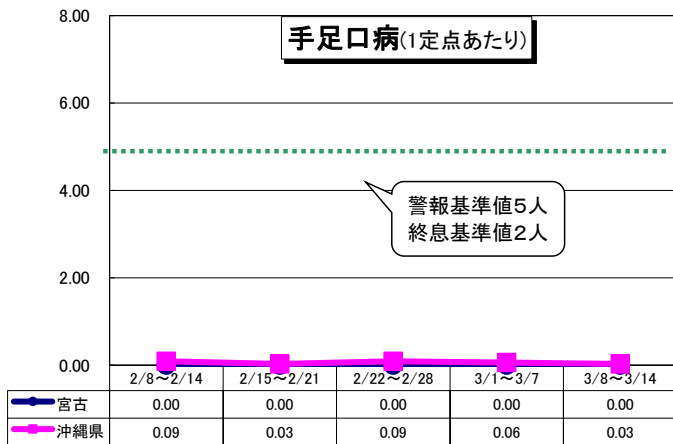 8.00
手足口病(1定点あたり)
6.00
4.00
警報基準値5人
終息基準値2人
2.00
0.00
2/8～2/14 2/15～2/21 2/22～2/28 3/1～3/7 3/8～3/14
宮古 0.00 0.00 0.00 0.00 0.00
沖縄県 0.09 0.03 0.09 0.06 0.03